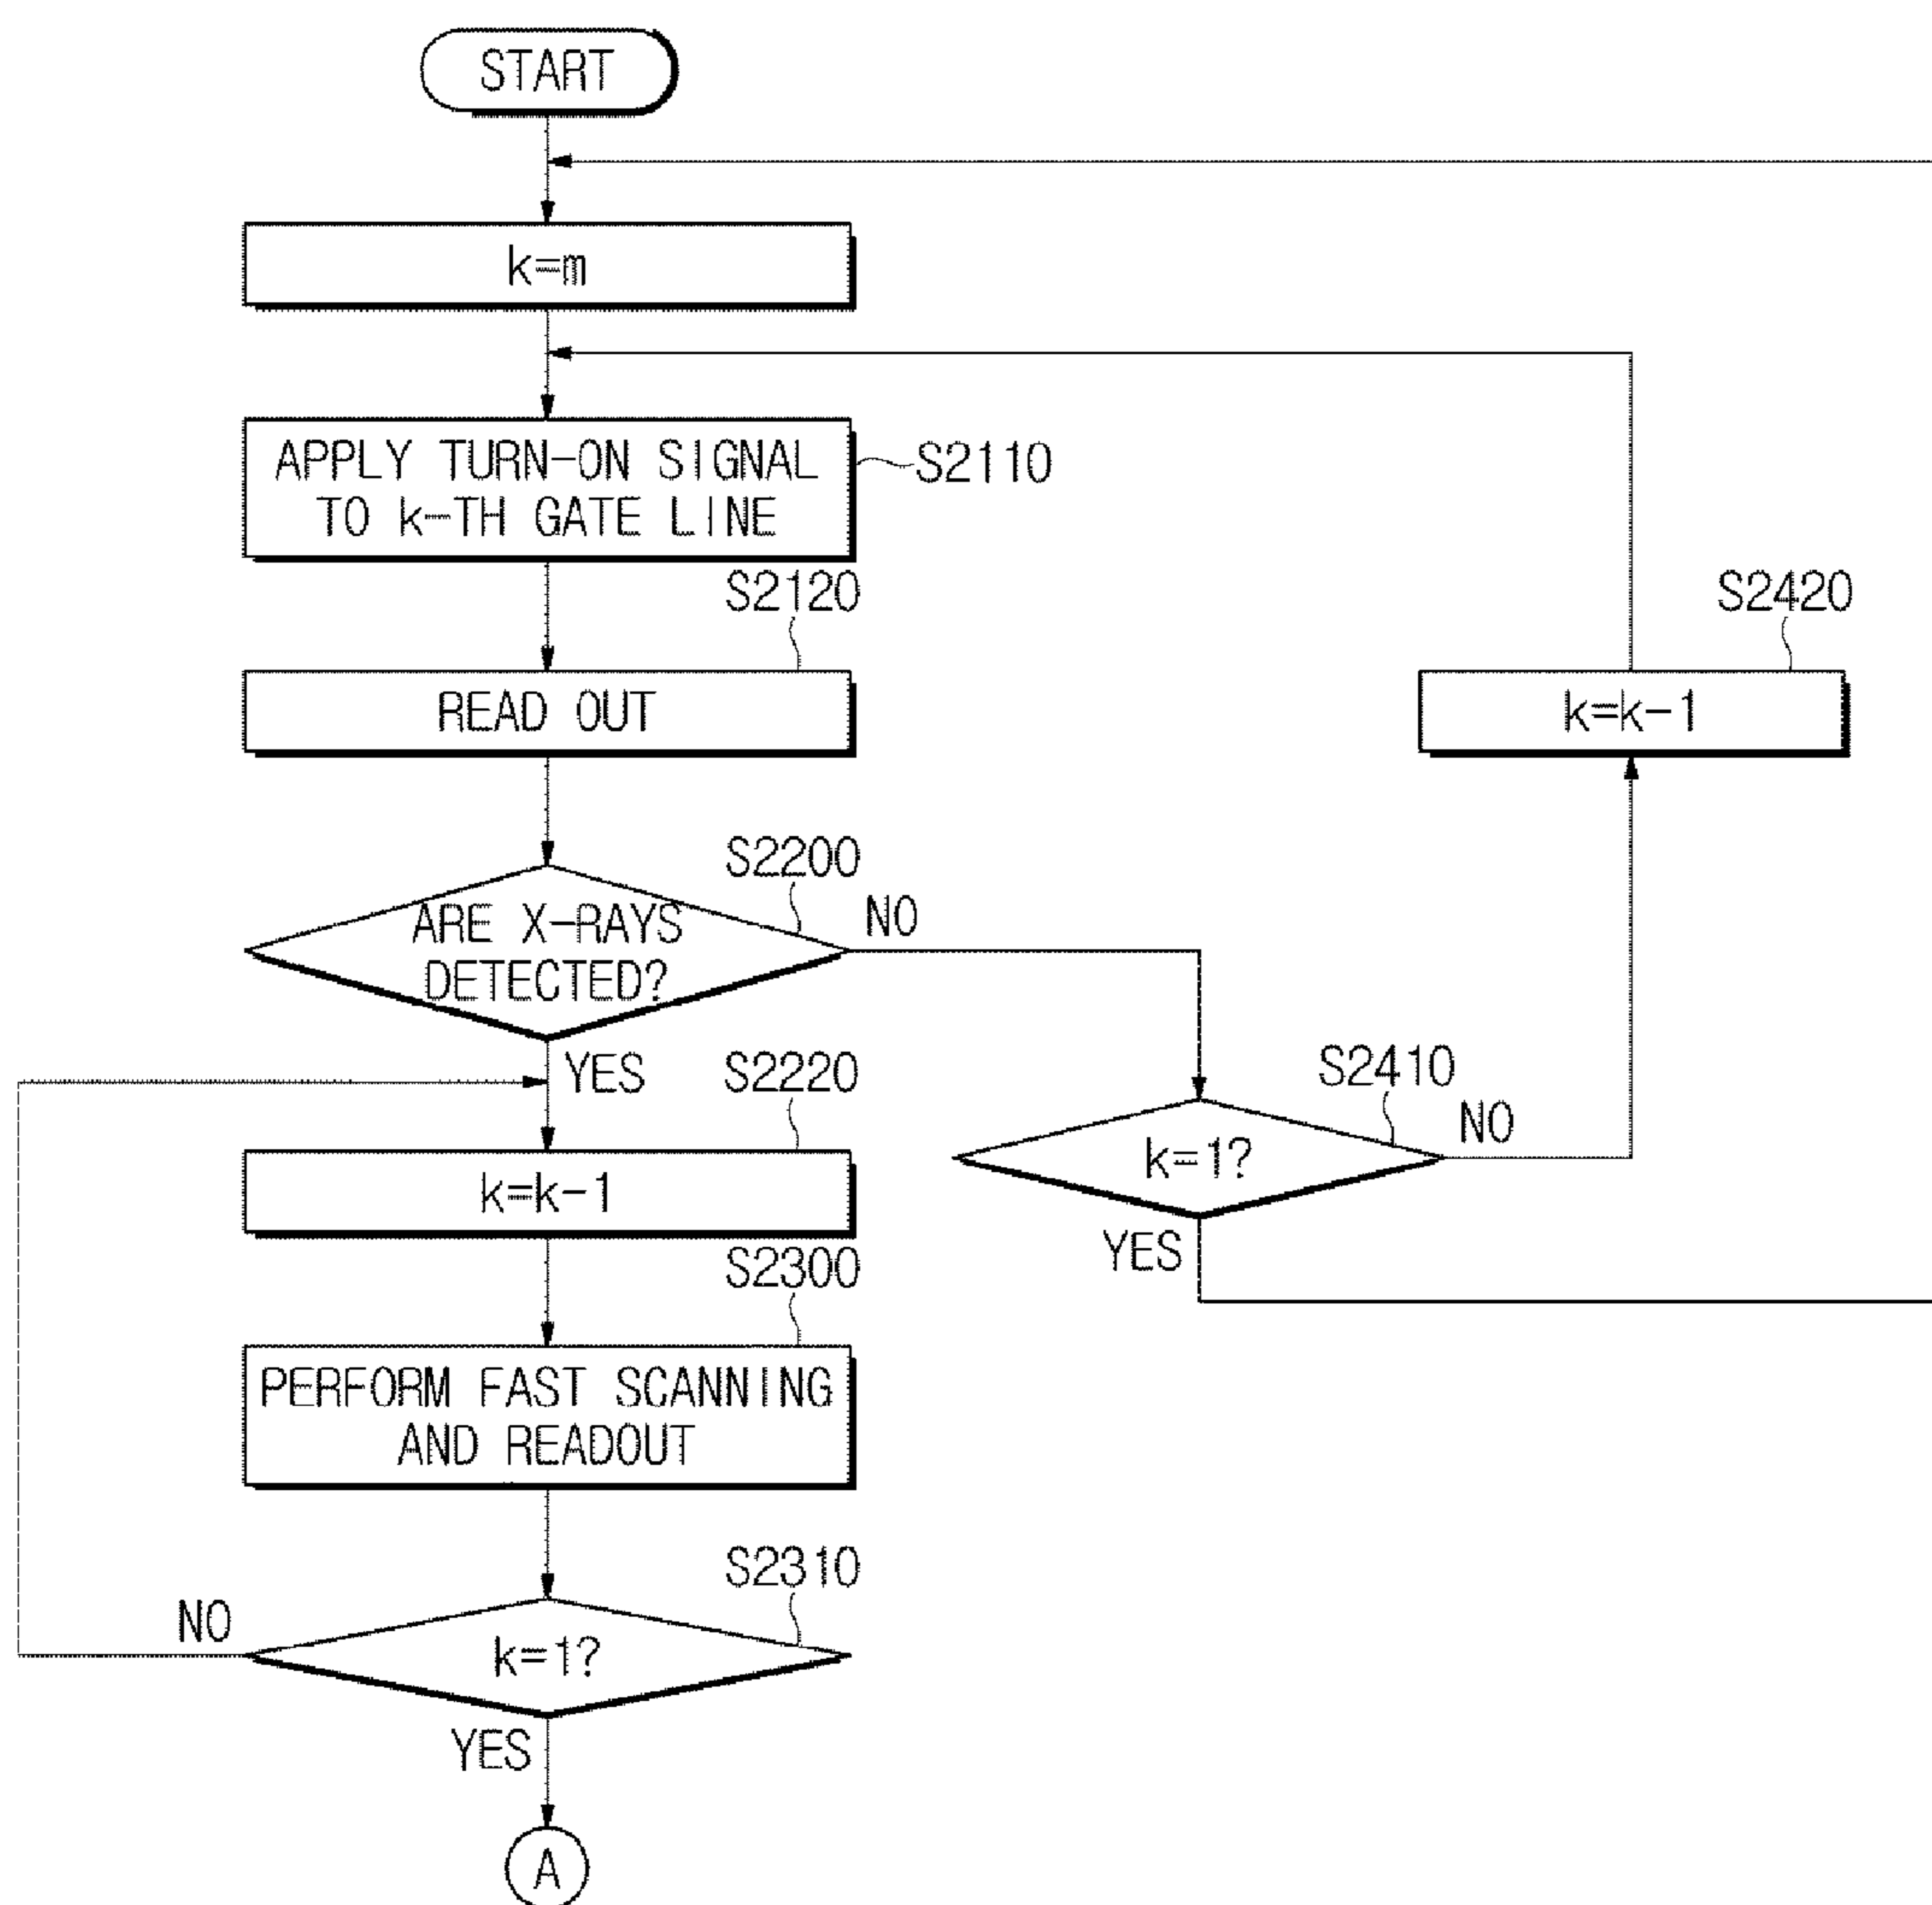 START
k=m
APPLY TURN-ON SIGNAL
TO k-TH GATE LINE
S2110
S2120
READ OUT
S2420
k=k-1
S2200
ARE X-RAYS
DETECTED?
NO
YES
S2220
k=k-1
S2410
k=1?
NO
YES
S2300
PERFORM FAST SCANNING
AND READOUT
S2310
k=1?
NO
YES
A